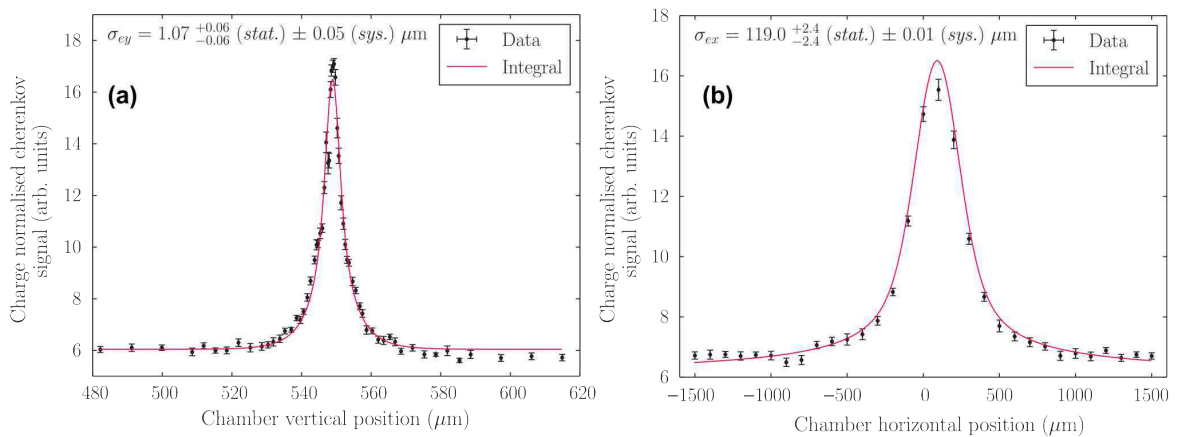 σ_ey = 1.07 +0.06 −0.06 (stat.) ± 0.05 (sys.) μm
Data
Integral
(a)
Charge normalised cherenkov
signal (arb. units)
18
16
14
12
10
8
6
480 500 520 540 560 580 600 620
Chamber vertical position (μm)
σ_ex = 119.0 +2.4 −2.4 (stat.) ± 0.01 (sys.) μm
Data
Integral
(b)
Charge normalised cherenkov
signal (arb. units)
18
16
14
12
10
8
6
−1500 −1000 −500 0 500 1000 1500
Chamber horizontal position (μm)